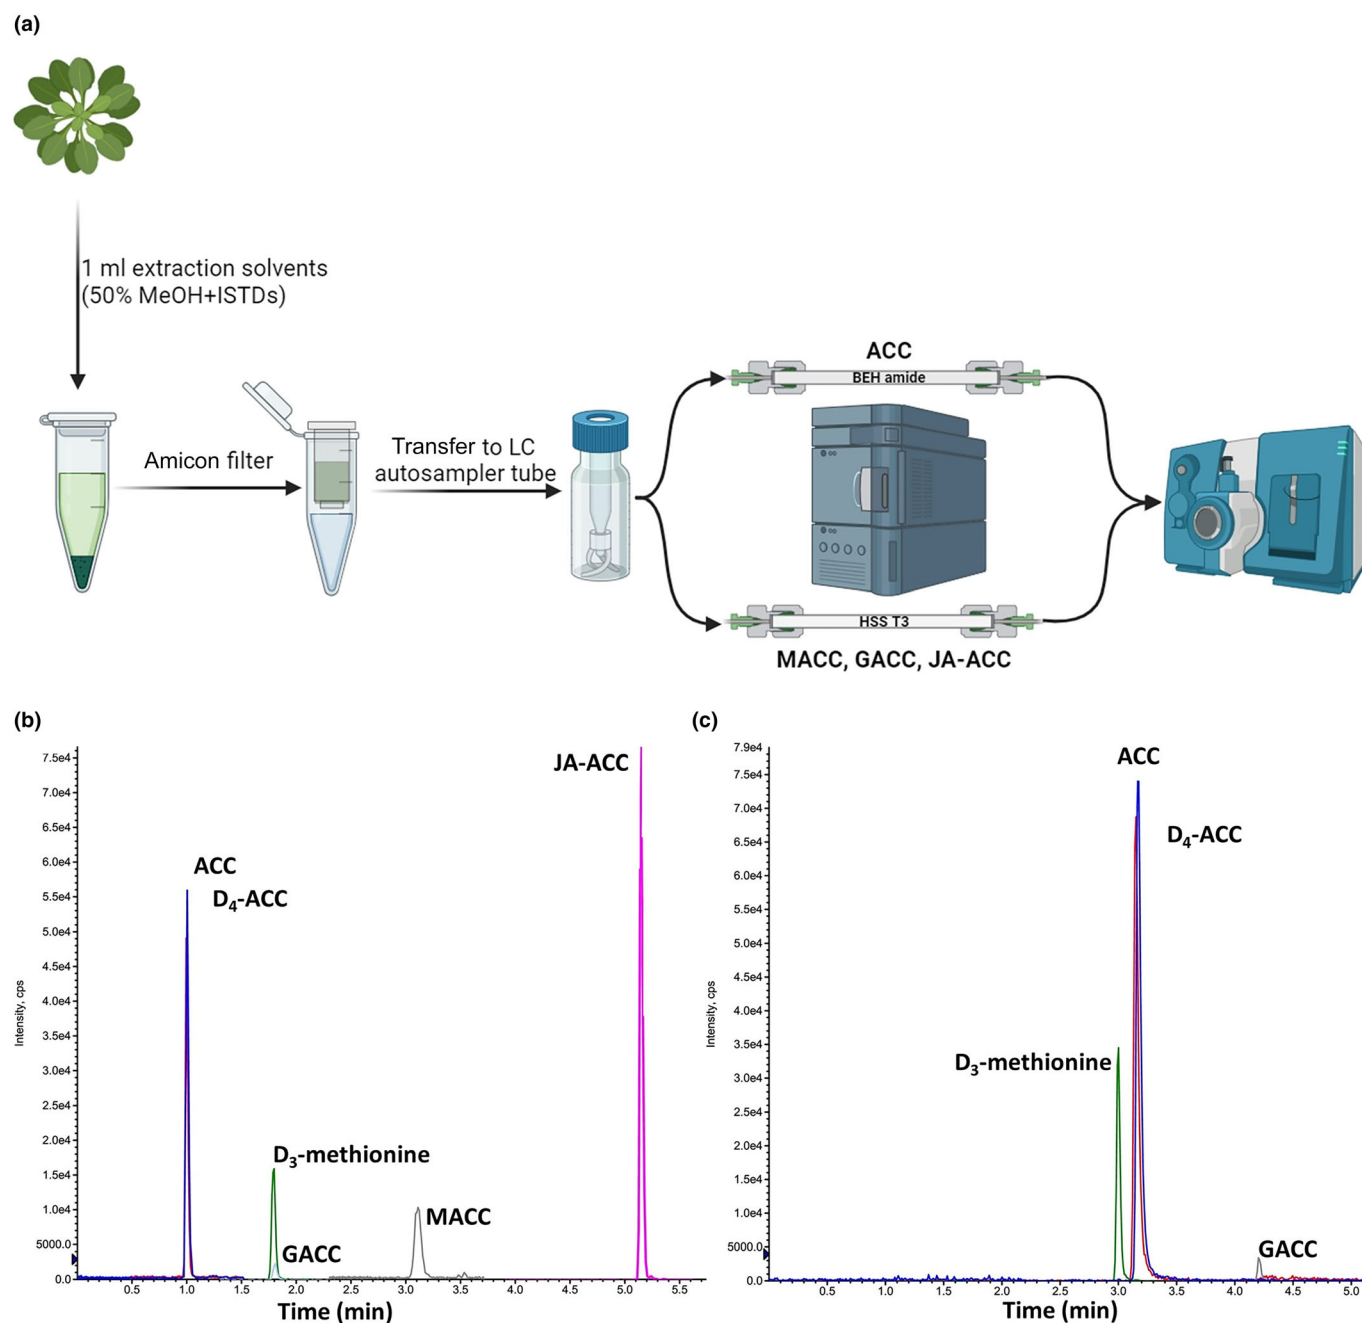 (a)
1 ml extraction solvents
(50% MeOH+ISTDs)
ACC
BEH amide
Amicon filter
Transfer to LC
autosampler tube
HSS T3
MACC, GACC, JA-ACC
(b)
7.5e4
7.0e4
6.5e4
6.0e4
5.5e4
5.0e4
4.5e4
4.0e4
3.5e4
3.0e4
2.5e4
2.0e4
1.5e4
1.0e4
5000.0
0.0
Intensity, cps
JA-ACC
ACC
D₄-ACC
D₃-methionine
MACC
GACC
0.5 1.0 1.5 2.0 2.5 3.0 3.5 4.0 4.5 5.0 5.5
Time (min)
(c)
7.9e4
7.5e4
7.0e4
6.5e4
6.0e4
5.5e4
5.0e4
4.5e4
4.0e4
3.5e4
3.0e4
2.5e4
2.0e4
1.5e4
1.0e4
5000.0
0.0
Intensity, cps
ACC
D₄-ACC
D₃-methionine
GACC
0.5 1.0 1.5 2.0 2.5 3.0 3.5 4.0 4.5 5.0
Time (min)